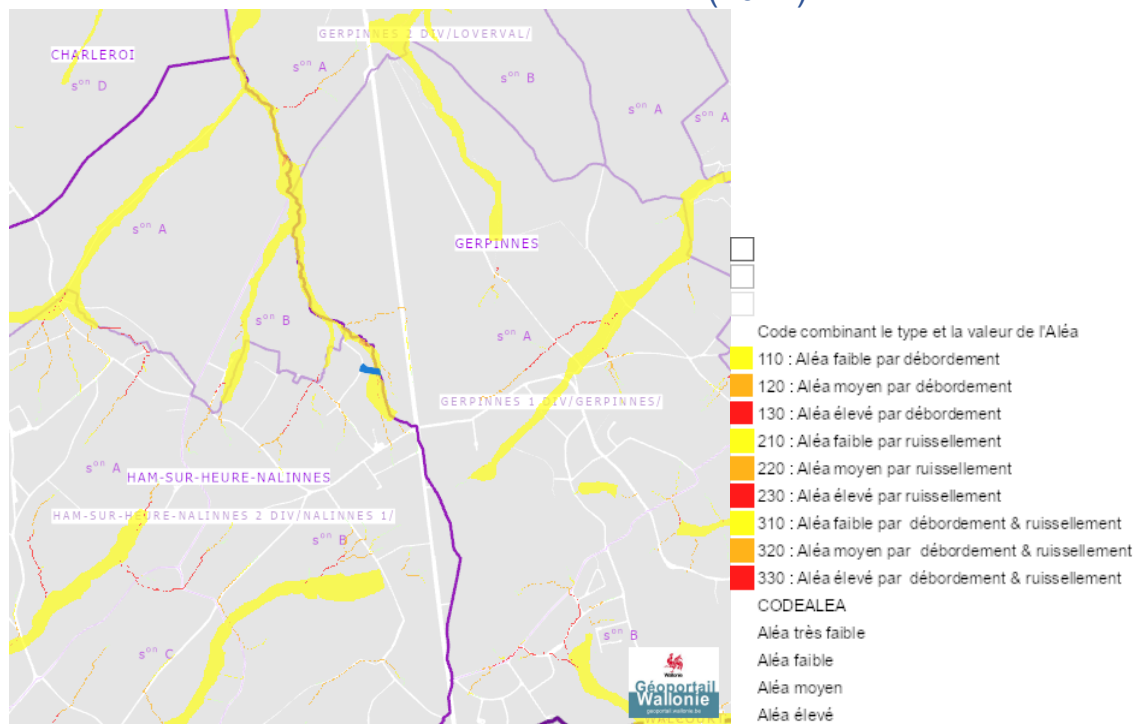 GERPINNES 2 DIV/LOVERVAL/
CHARLEROI
sᵒⁿ A
sᵒⁿ D
sᵒⁿ B
sᵒⁿ A
sᵒⁿ A
sᵒⁿ A
GERPINNES
sᵒⁿ B
sᵒⁿ A
GERPINNES 1 DIV/GERPINNES/
sᵒⁿ A
HAM-SUR-HEURE-NALINNES
HAM-SUR-HEURE-NALINNES 2 DIV/NALINNES 1/
sᵒⁿ B
sᵒⁿ B
sᵒⁿ C
WALCOURT
Wallonie
Géoportail
Wallonie
geoportail.wallonie.be
Code combinant le type et la valeur de l'Aléa
110 : Aléa faible par débordement
120 : Aléa moyen par débordement
130 : Aléa élevé par débordement
210 : Aléa faible par ruissellement
220 : Aléa moyen par ruissellement
230 : Aléa élevé par ruissellement
310 : Aléa faible par débordement & ruissellement
320 : Aléa moyen par débordement & ruissellement
330 : Aléa élevé par débordement & ruissellement
CODEALEA
Aléa très faible
Aléa faible
Aléa moyen
Aléa élevé